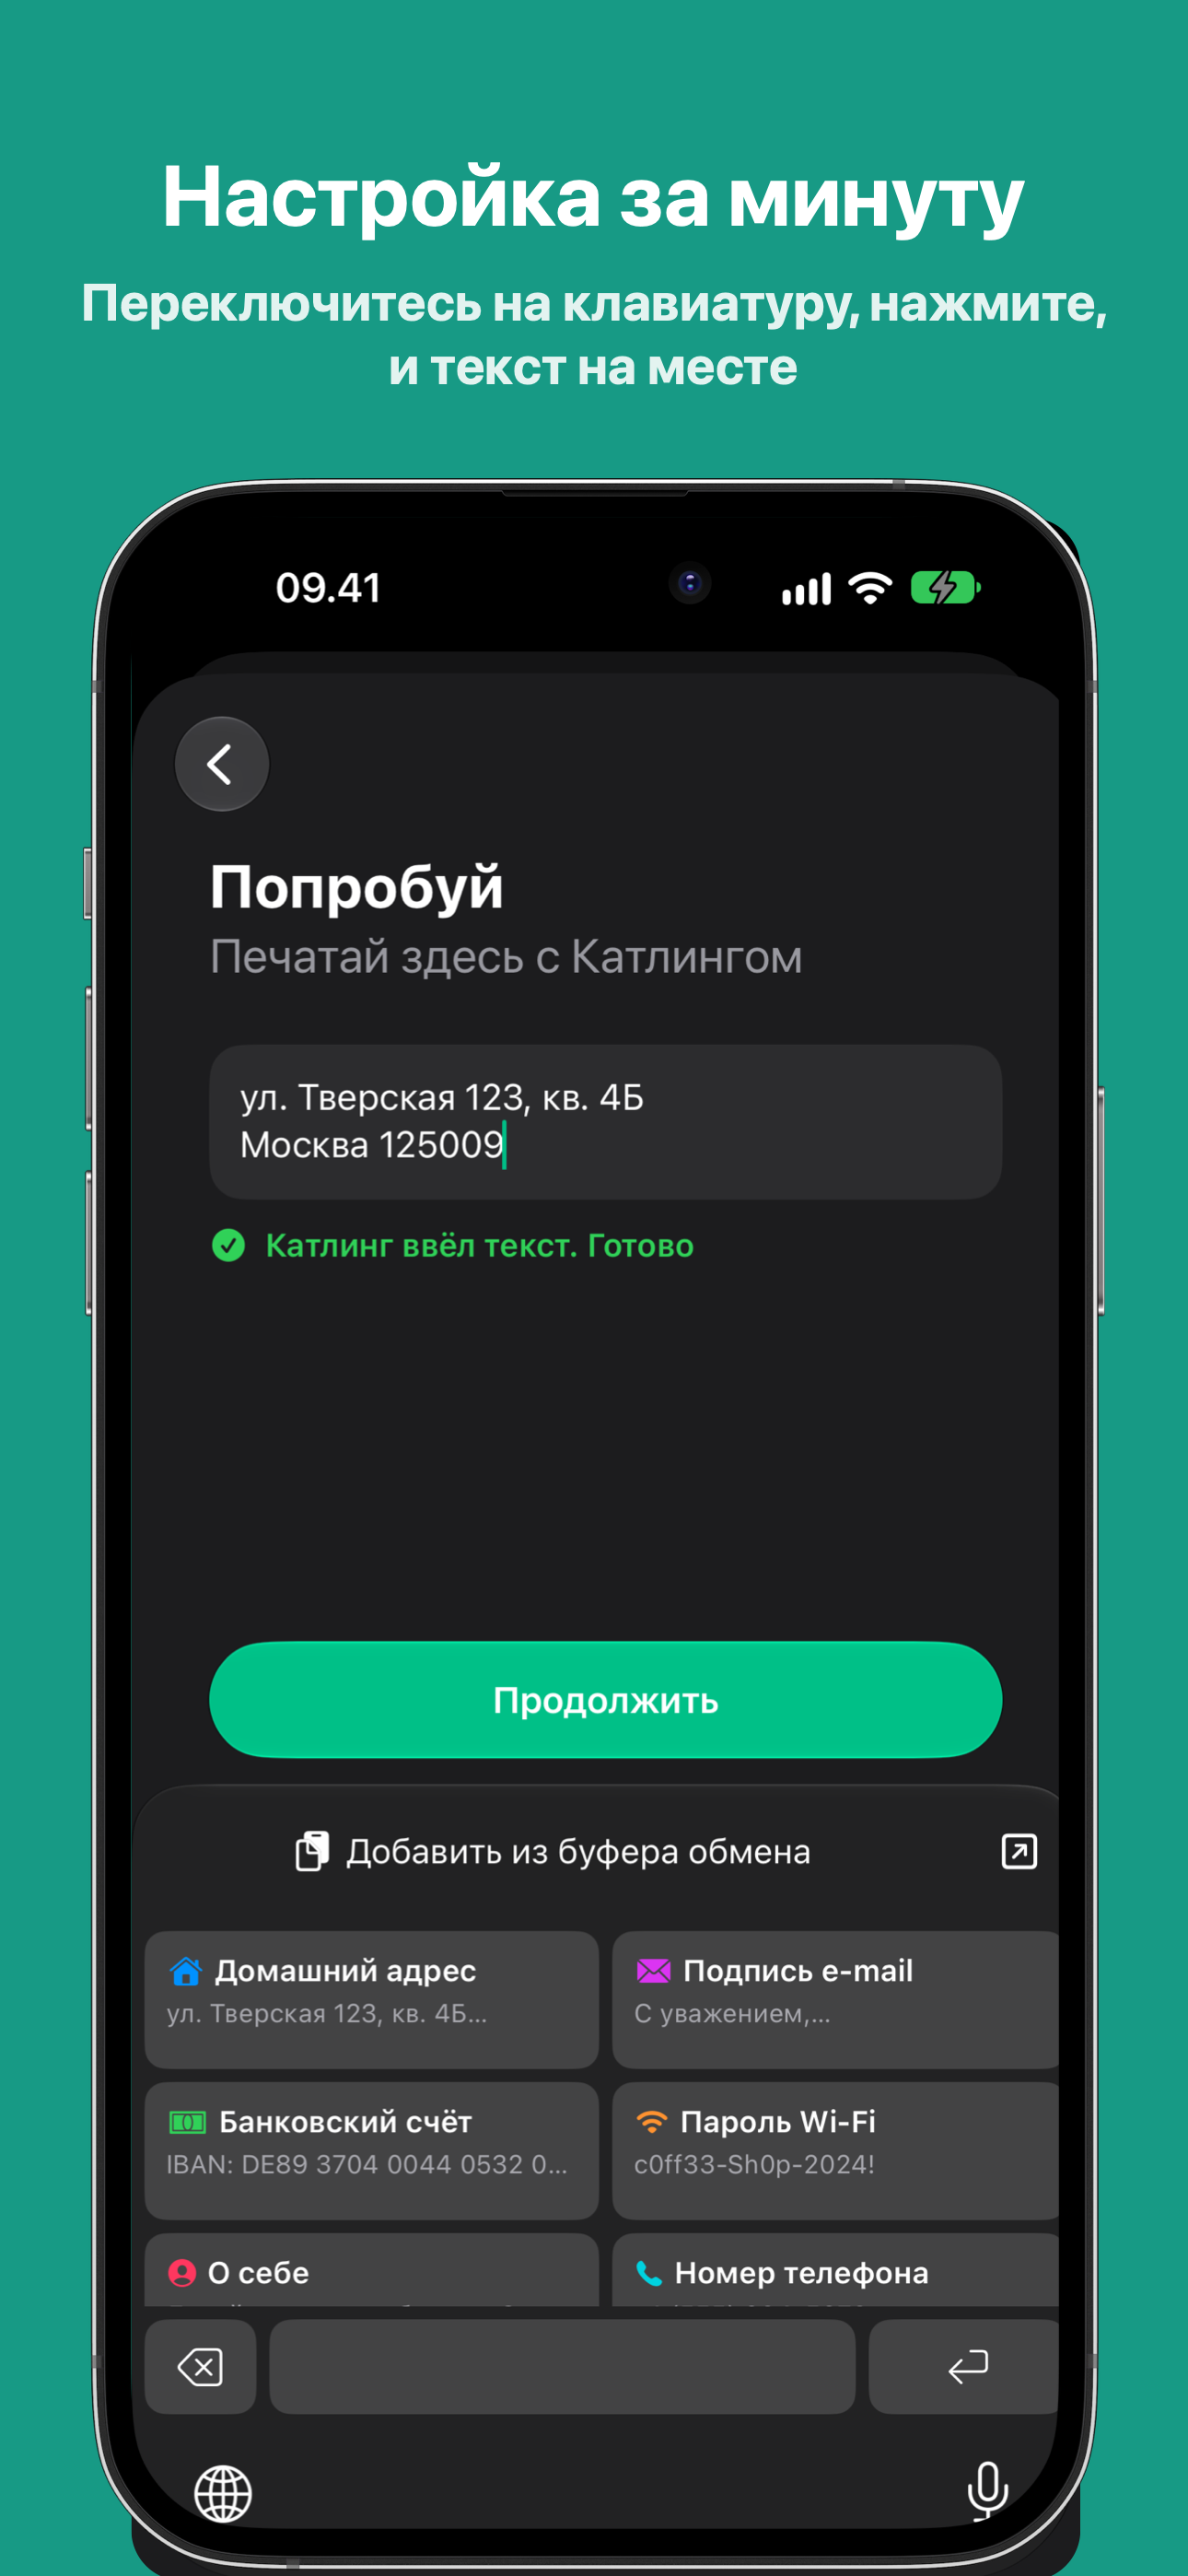 Настройка за минуту
Переключитесь на клавиатуру, нажмите,
и текст на месте
09.41
Попробуй
Печатай здесь с Катлингом
ул. Тверская 123, кв. 4Б
Москва 125009
Катлинг ввёл текст. Готово
Продолжить
Добавить из буфера обмена
Домашний адрес
ул. Тверская 123, кв. 4Б...
Подпись e-mail
С уважением,...
Банковский счёт
IBAN: DE89 3704 0044 0532 0...
Пароль Wi-Fi
c0ff33-Sh0p-2024!
О себе
Номер телефона